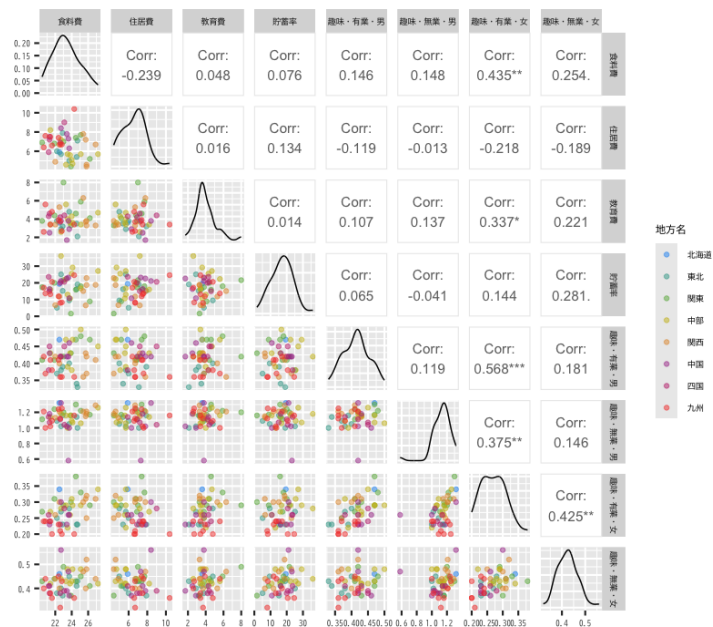 食料費 住居費 教育費 貯蓄率 趣味・有業・男 趣味・無業・男 趣味・有業・女 趣味・無業・女
0.20
0.15
0.10
0.05
0.00
Corr:
-0.239
Corr:
0.048
Corr:
0.076
Corr:
0.146
Corr:
0.148
Corr:
0.435**
Corr:
0.254.
食料費
10
8
6
Corr:
0.016
Corr:
0.134
Corr:
-0.119
Corr:
-0.013
Corr:
-0.218
Corr:
-0.189
住居費
8
6
4
2
Corr:
0.014
Corr:
0.107
Corr:
0.137
Corr:
0.337*
Corr:
0.221
教育費
30
20
10
0
Corr:
0.065
Corr:
-0.041
Corr:
0.144
Corr:
0.281.
貯蓄率
0.50
0.45
0.40
0.35
Corr:
0.119
Corr:
0.568***
Corr:
0.181
趣味・有業・男
1.2
1.0
0.8
0.6
Corr:
0.375**
Corr:
0.146
趣味・無業・男
0.35
0.30
0.25
0.20
Corr:
0.425**
趣味・有業・女
0.5
0.4
趣味・無業・女
22 24 26 6 8 10 2 4 6 8 0 10 20 30 0.350.400.450.50 0.6 0.8 1.0 1.2 0.200.250.300.35 0.4 0.5
地方名
北海道
東北
関東
中部
関西
中国
四国
九州